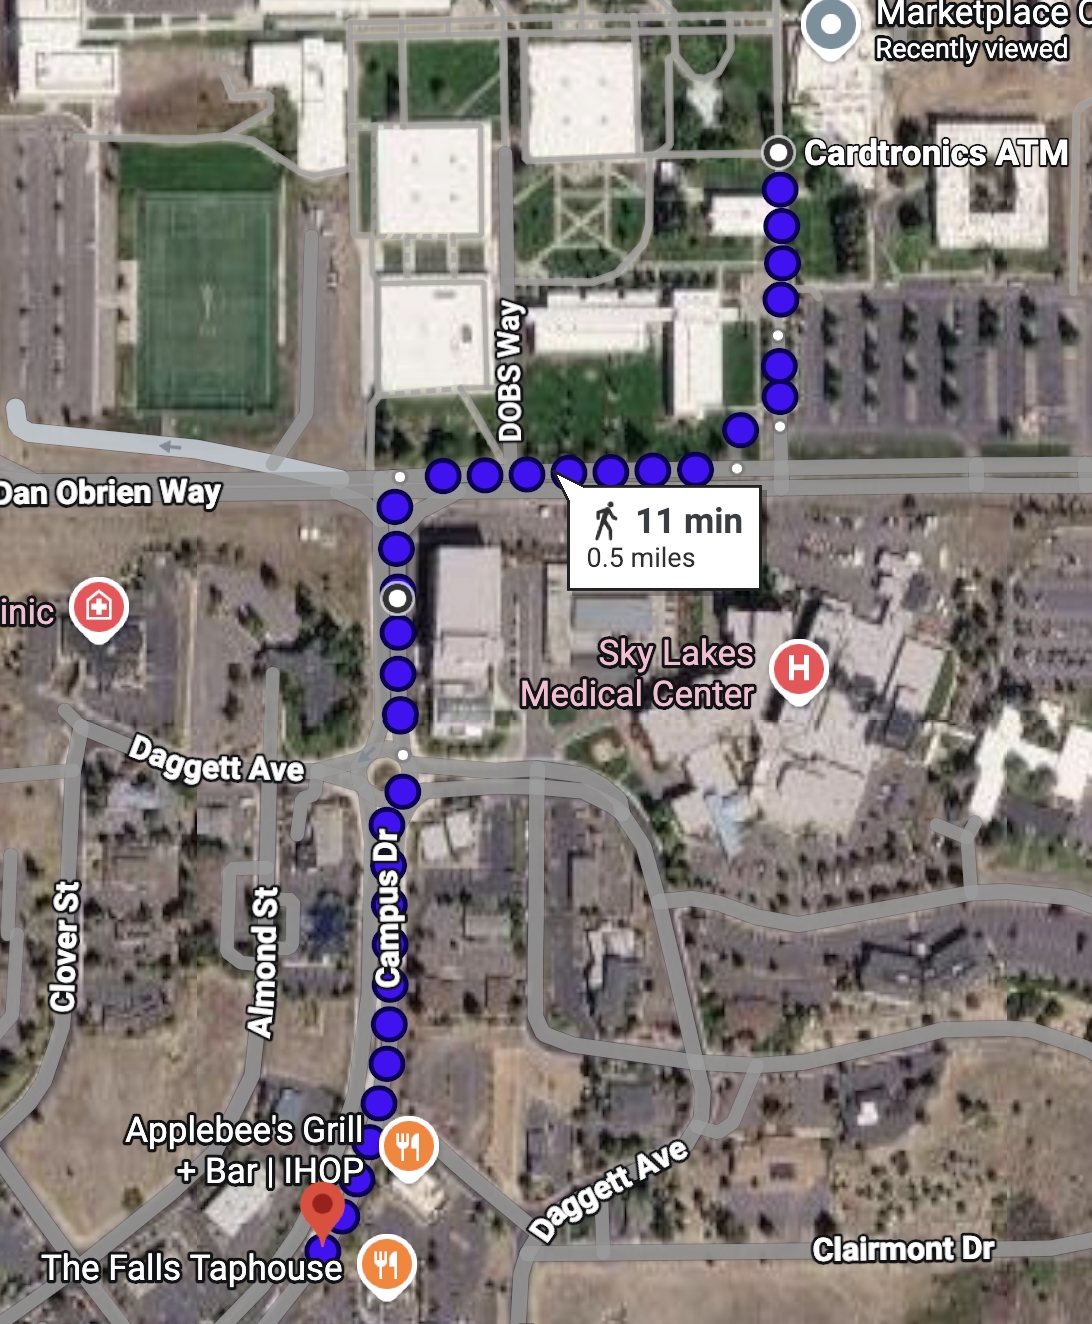 Marketplace C
Recently viewed
Cardtronics ATM
DOBS Way
Dan Obrien Way
11 min
0.5 miles
inic
Sky Lakes
Medical Center
H
Daggett Ave
Campus Dr
Clover St
Almond St
Applebee's Grill
+ Bar | IHOP
Daggett Ave
The Falls Taphouse
Clairmont Dr